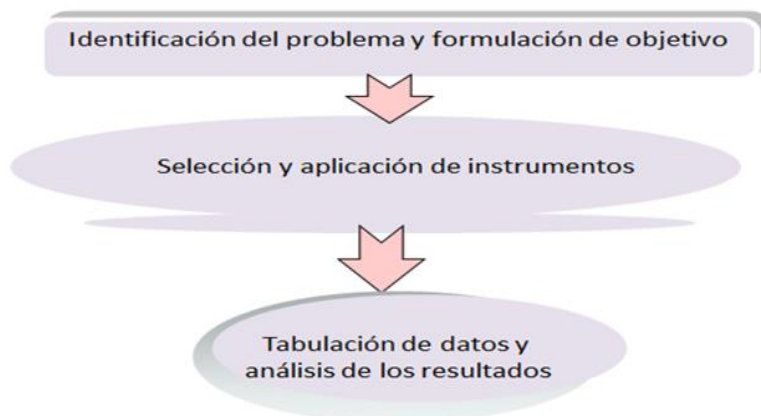 Identificación del problema y formulación de objetivo
Selección y aplicación de instrumentos
Tabulación de datos y
análisis de los resultados